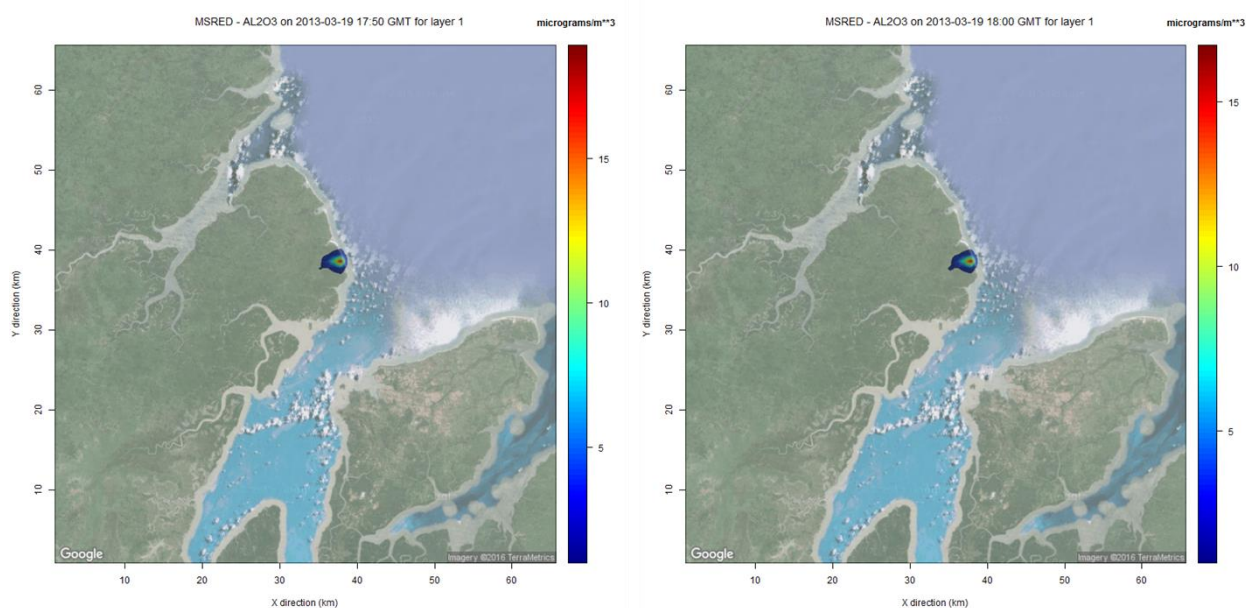 MSRED - AL2O3 on 2013-03-19 17:50 GMT for layer 1
micrograms/m**3
60
50
40
30
20
10
Y direction (km)
15
10
5
Google
Imagery ©2016 TerraMetrics
10 20 30 40 50 60
X direction (km)
MSRED - AL2O3 on 2013-03-19 18:00 GMT for layer 1
micrograms/m**3
60
50
40
30
20
10
Y direction (km)
15
10
5
Google
Imagery ©2016 TerraMetrics
10 20 30 40 50 60
X direction (km)